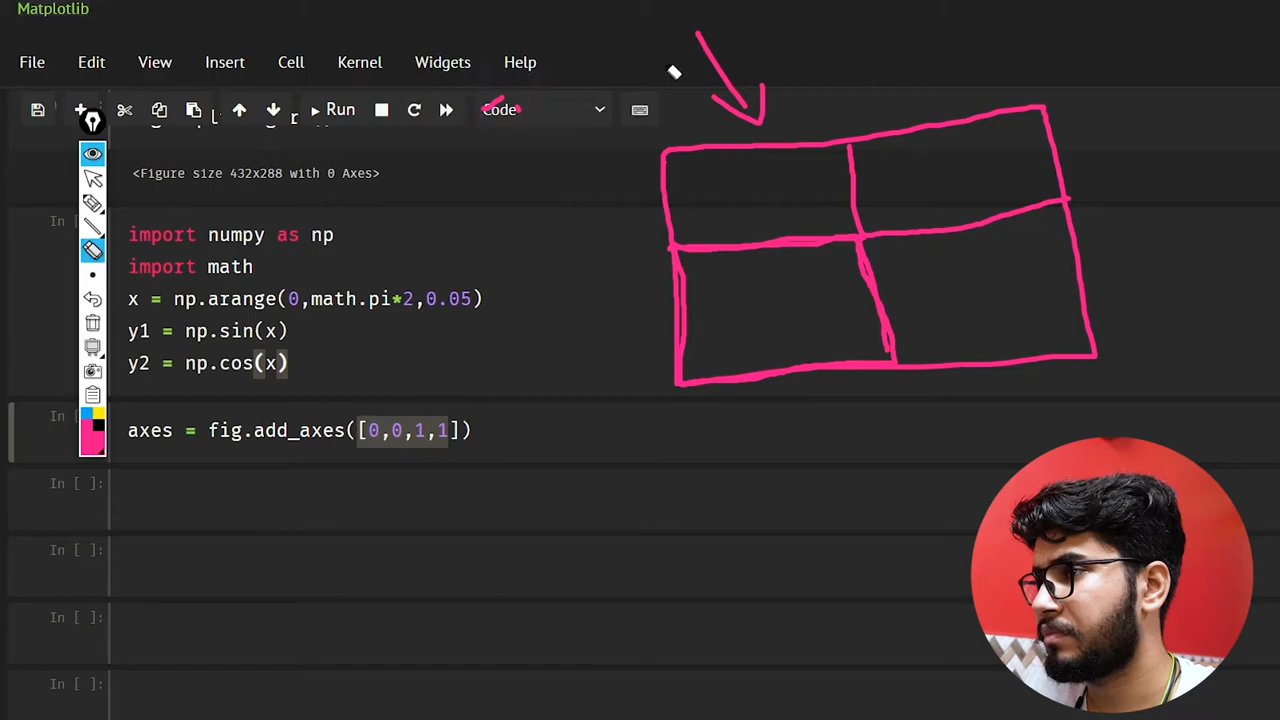 Matplotlib
File Edit View Insert Cell Kernel Widgets Help
Run Code
<Figure size 432x288 with 0 Axes>
In [
import numpy as np
import math
x = np.arange(0,math.pi*2,0.05)
y1 = np.sin(x)
y2 = np.cos(x)
In [
axes = fig.add_axes([0,0,1,1])
In [ ]:
In [ ]:
In [ ]:
In [ ]: